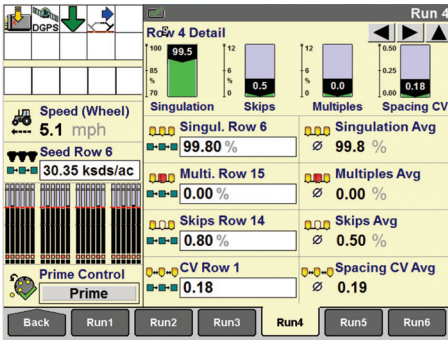 DGPS
Run 4
Row 4 Detail
100
85
%
70
99.5
Singulation
12
6
%
0
0.5
Skips
12
6
%
0
0.0
Multiples
0.50
0.25
0.00
0.18
Spacing CV
Speed (Wheel)
5.1 mph
Seed Row 6
30.35 ksds/ac
Prime Control
Prime
Singul. Row 6
99.80 %
Singulation Avg
Ø 99.8 %
Multi. Row 15
0.00 %
Multiples Avg
Ø 0.00 %
Skips Row 14
0.80 %
Skips Avg
Ø 0.50 %
CV Row 1
0.18
Spacing CV Avg
Ø 0.19
Back
Run1
Run2
Run3
Run4
Run5
Run6